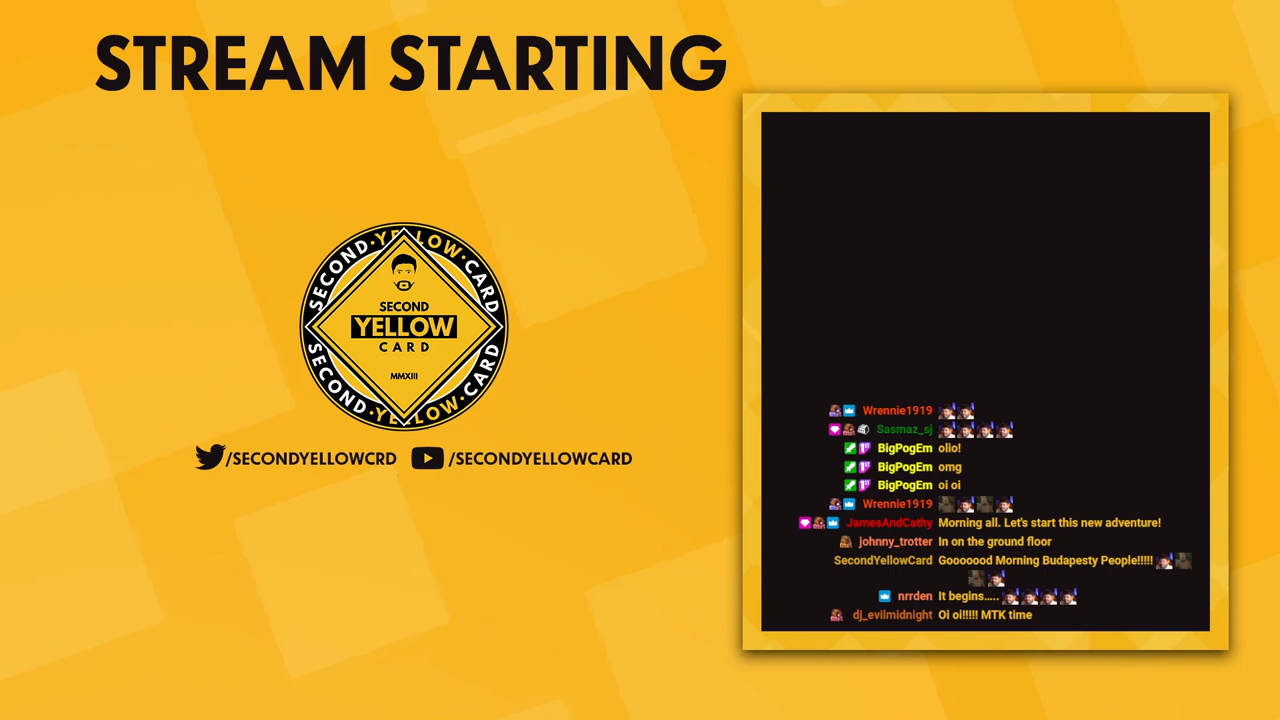 STREAM STARTING
SECOND·YELLOW·CARD
SECOND
YELLOW
CARD
MMXIII
SECOND·YELLOW·CARD
/SECONDYELLOWCRD /SECONDYELLOWCARD
Wrennie1919
Sasmaz_sj
BigPogEm olio!
BigPogEm omg
BigPogEm oi oi
Wrennie1919
JamesAndCathy Morning all. Let's start this new adventure!
johnny_trotter In on the ground floor
SecondYellowCard Gooooood Morning Budapesty People!!!!!
nrrden It begins.....
dj_evilmidnight Oi oi!!!!! MTK time